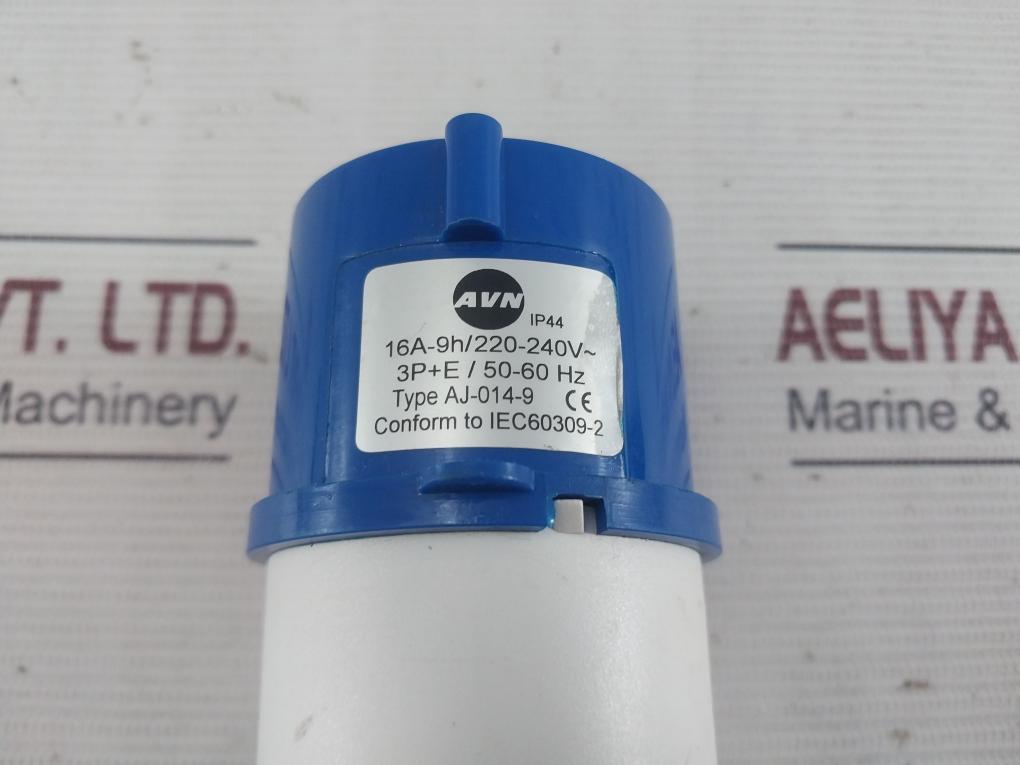 AVN
IP44
16A-9h/220-240V~
3P+E / 50-60 Hz
Type AJ-014-9 CE
Conform to IEC60309-2
LTD.
Machinery
AELIYA
Marine &